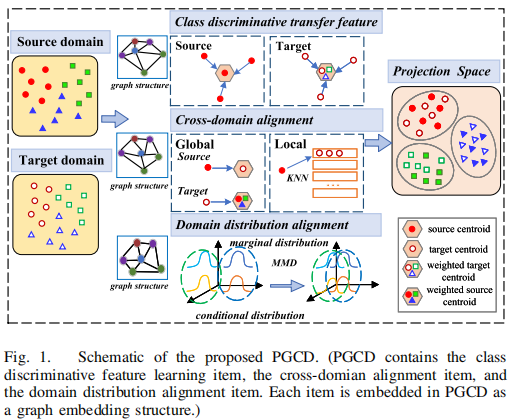 Class discriminative transfer feature
Source domain
graph structure
Source
Target
Projection Space
Cross-domain alignment
Target domain
graph structure
Global
Source
Target
Local
KNN
...
Domain distribution alignment
graph structure
marginal distribution
MMD
conditional distribution
source centroid
target centroid
weighted target
centroid
weighted source
centroid
Fig. 1. Schematic of the proposed PGCD. (PGCD contains the class
discriminative feature learning item, the cross-domian alignment item, and
the domain distribution alignment item. Each item is embedded in PGCD as
a graph embedding structure.)